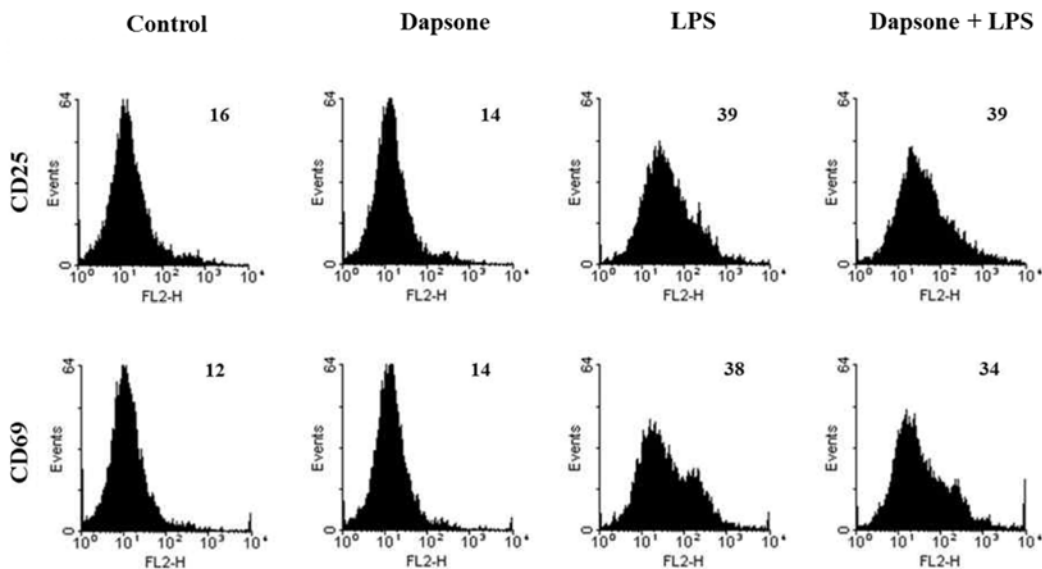 Control Dapsone LPS Dapsone + LPS
CD25
64 16 64 14 64 39 64 39
Events Events Events Events
0 0 0 0
10⁰ 10¹ 10² 10³ 10⁴ 10⁰ 10¹ 10² 10³ 10⁴ 10⁰ 10¹ 10² 10³ 10⁴ 10⁰ 10¹ 10² 10³ 10⁴
FL2-H FL2-H FL2-H FL2-H
CD69
64 12 64 14 64 38 64 34
Events Events Events Events
0 0 0 0
10⁰ 10¹ 10² 10³ 10⁴ 10⁰ 10¹ 10² 10³ 10⁴ 10⁰ 10¹ 10² 10³ 10⁴ 10⁰ 10¹ 10² 10³ 10⁴
FL2-H FL2-H FL2-H FL2-H